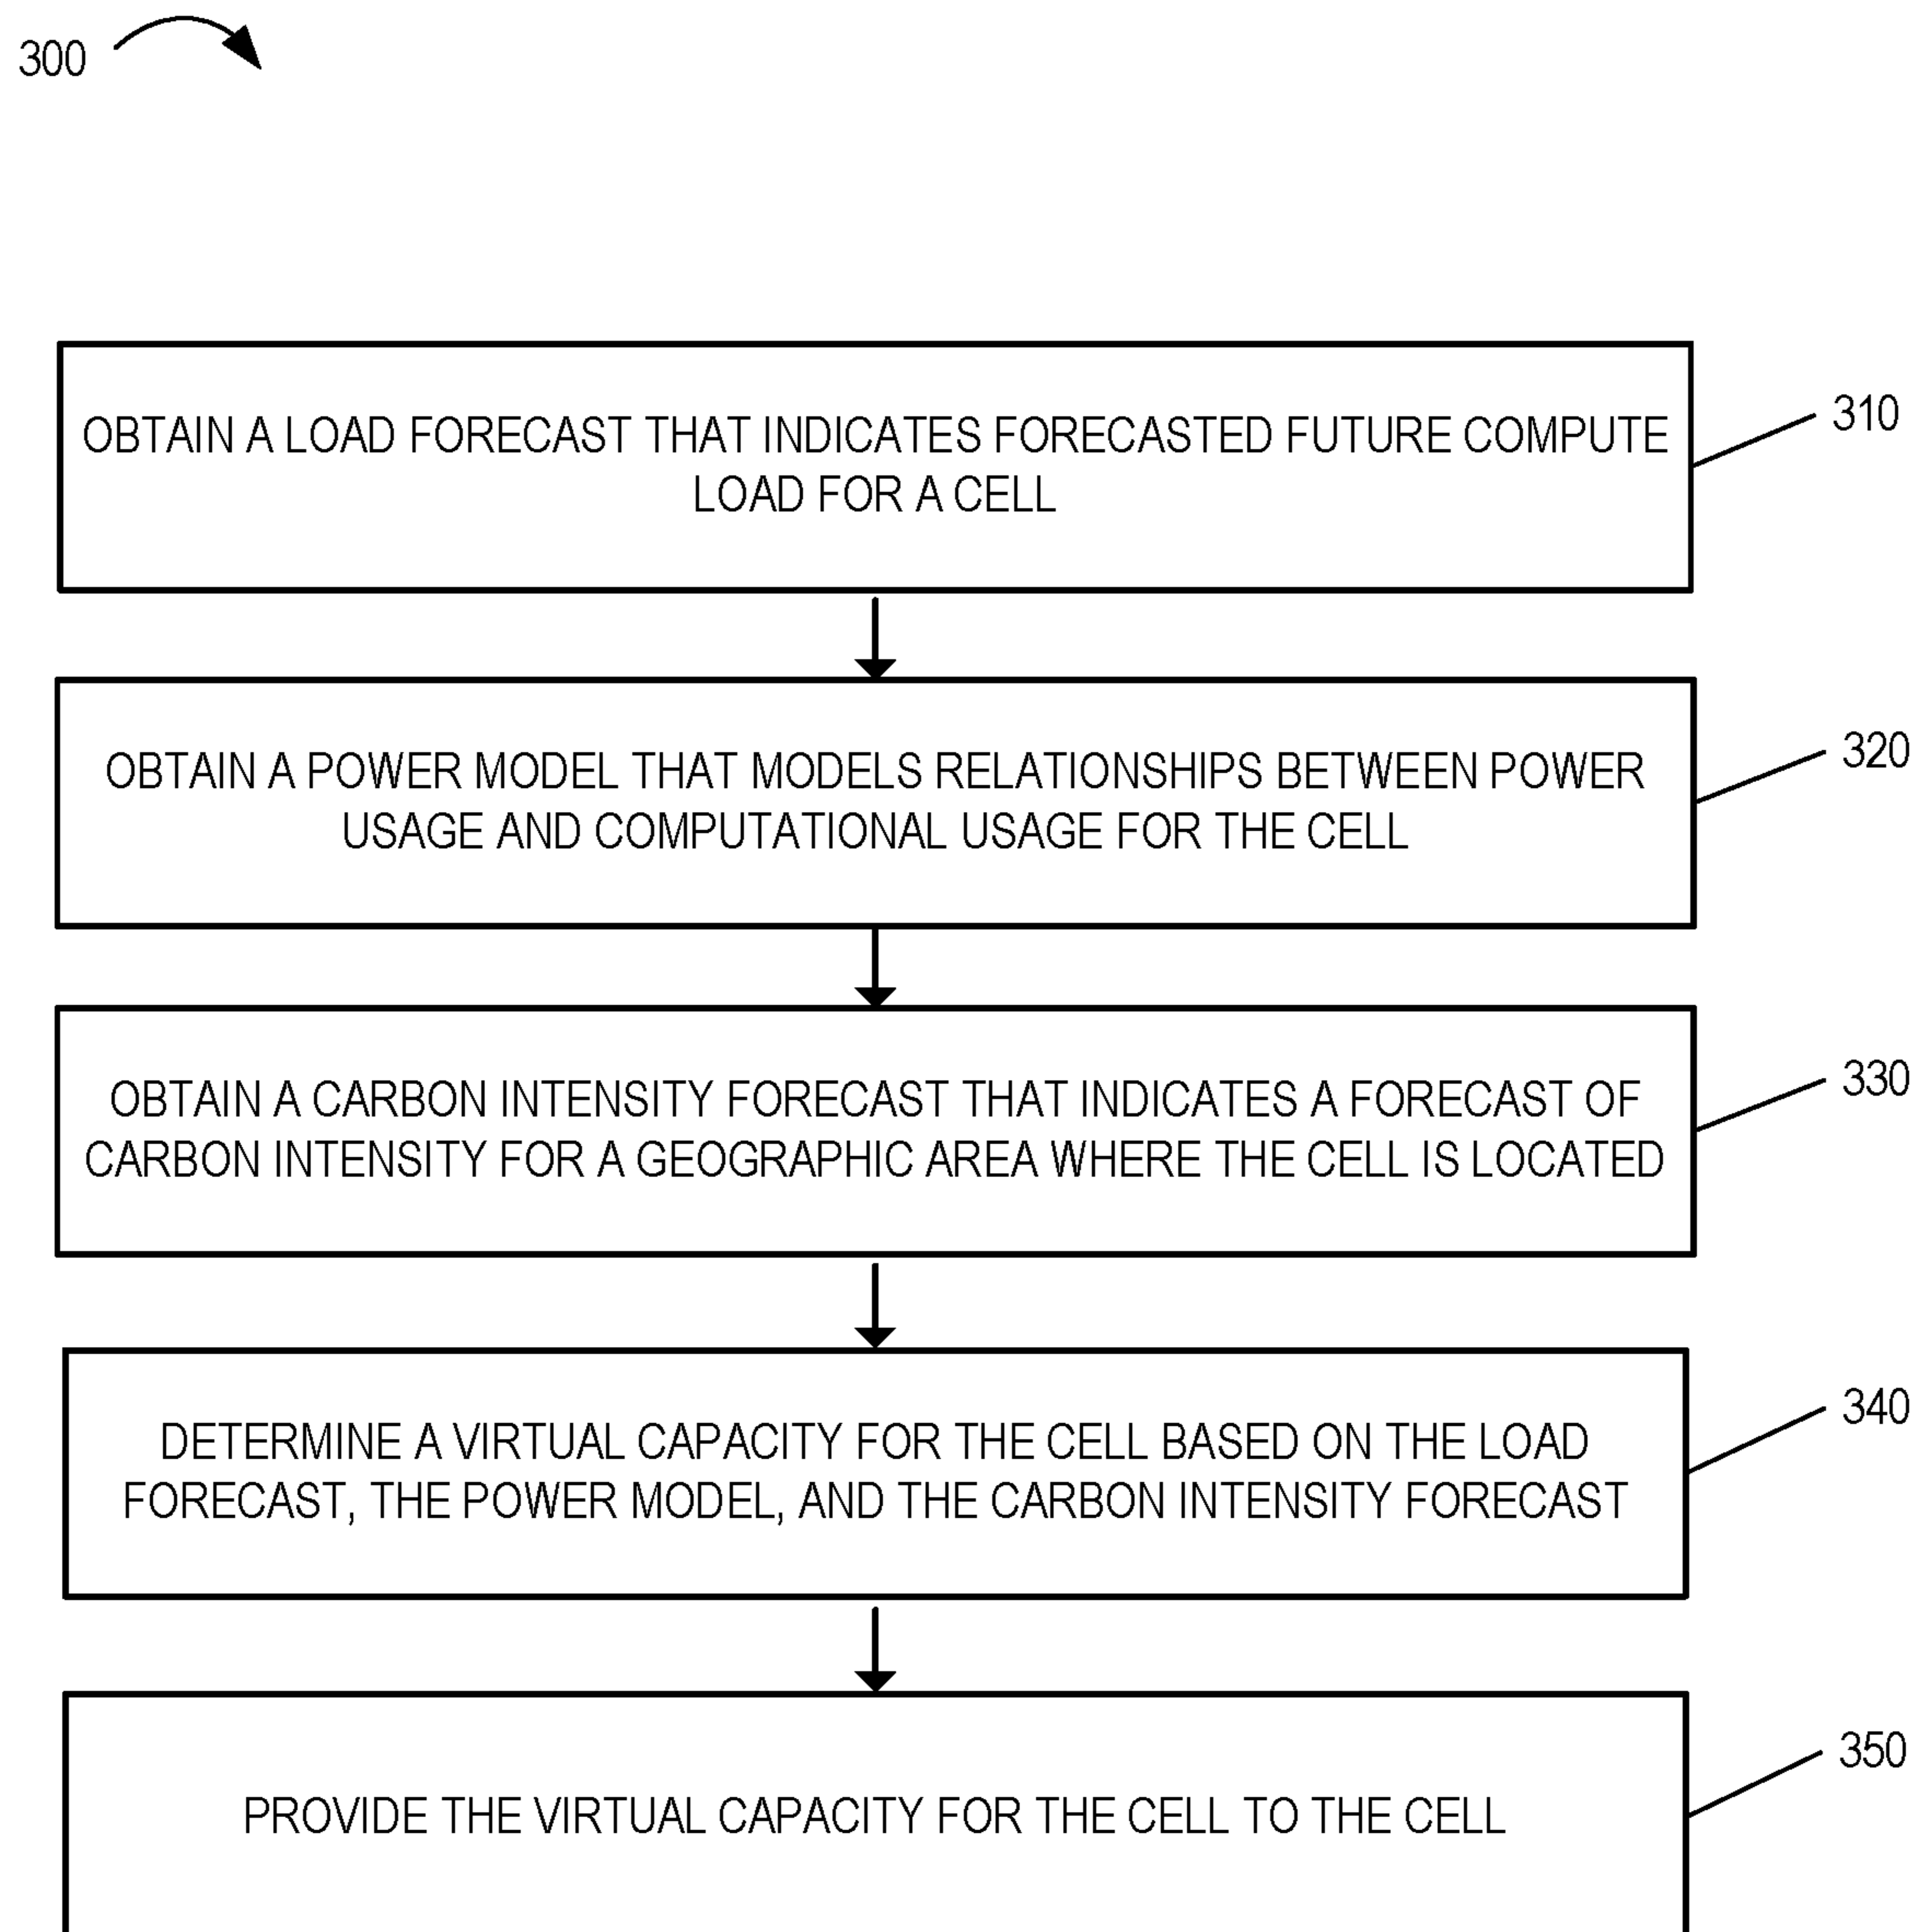 300
OBTAIN A LOAD FORECAST THAT INDICATES FORECASTED FUTURE COMPUTE
LOAD FOR A CELL
310
OBTAIN A POWER MODEL THAT MODELS RELATIONSHIPS BETWEEN POWER
USAGE AND COMPUTATIONAL USAGE FOR THE CELL
320
OBTAIN A CARBON INTENSITY FORECAST THAT INDICATES A FORECAST OF
CARBON INTENSITY FOR A GEOGRAPHIC AREA WHERE THE CELL IS LOCATED
330
DETERMINE A VIRTUAL CAPACITY FOR THE CELL BASED ON THE LOAD
FORECAST, THE POWER MODEL, AND THE CARBON INTENSITY FORECAST
340
PROVIDE THE VIRTUAL CAPACITY FOR THE CELL TO THE CELL
350